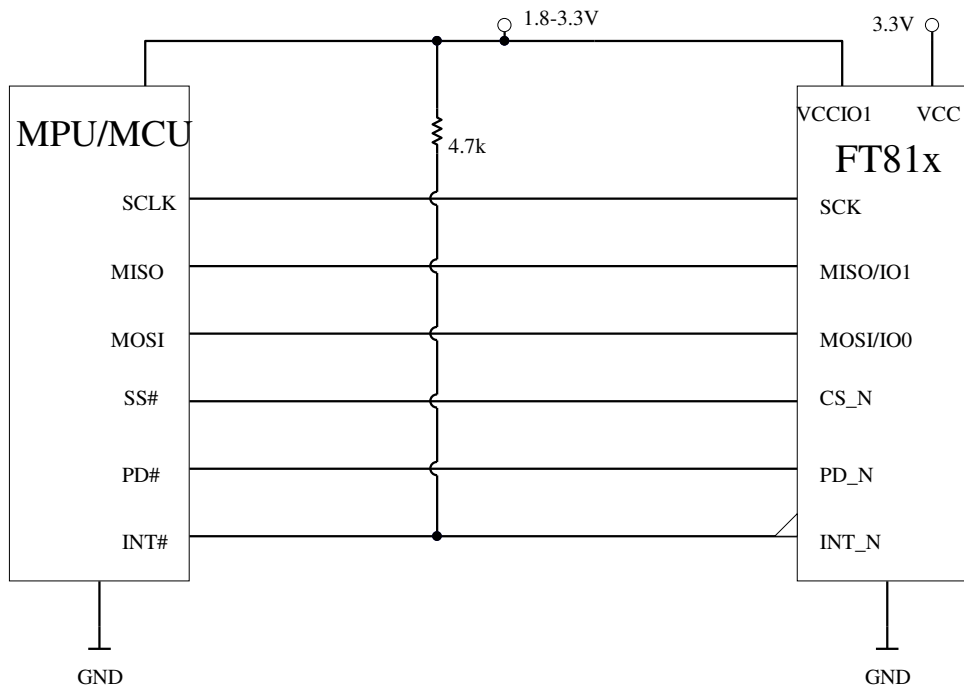 1.8-3.3V
3.3V
VCCIO1 VCC
MPU/MCU
FT81x
4.7k
SCLK
SCK
MISO
MISO/IO1
MOSI
MOSI/IO0
SS#
CS_N
PD#
PD_N
INT#
INT_N
GND
GND